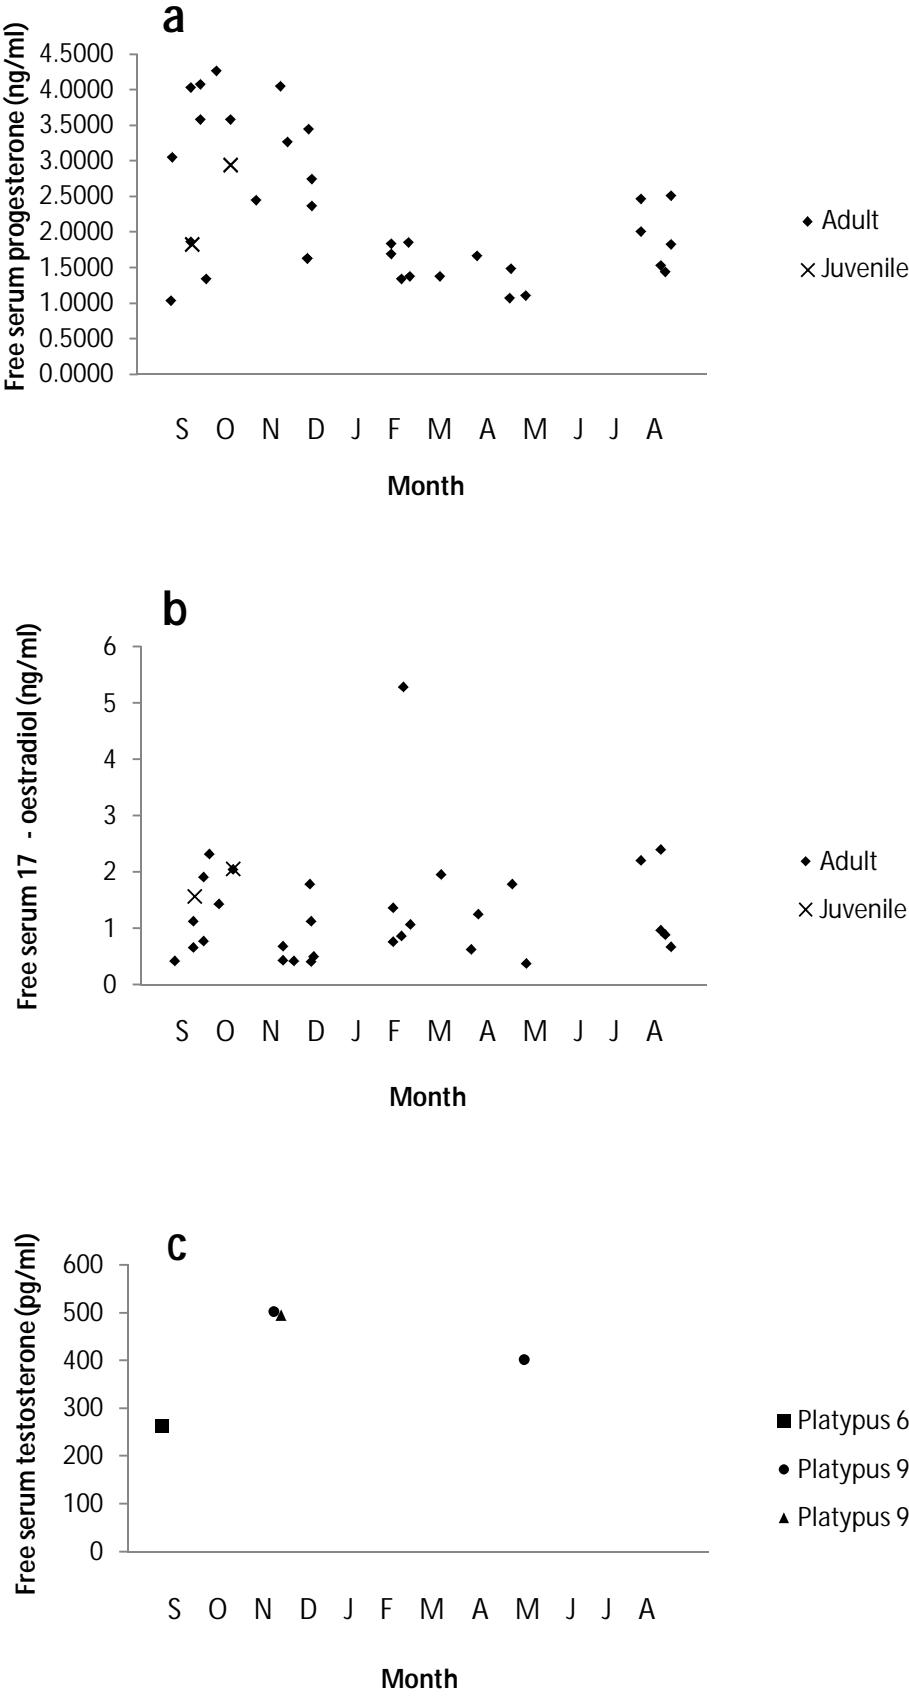 a
Free serum progesterone (ng/ml)
4.5000
4.0000
3.5000
3.0000
2.5000
2.0000
1.5000
1.0000
0.5000
0.0000
S O N D J F M A M J J A
Month
Adult
Juvenile
b
Free serum 17 - oestradiol (ng/ml)
6
5
4
3
2
1
0
S O N D J F M A M J J A
Month
Adult
Juvenile
c
Free serum testosterone (pg/ml)
600
500
400
300
200
100
0
S O N D J F M A M J J A
Month
Platypus 6
Platypus 9
Platypus 9